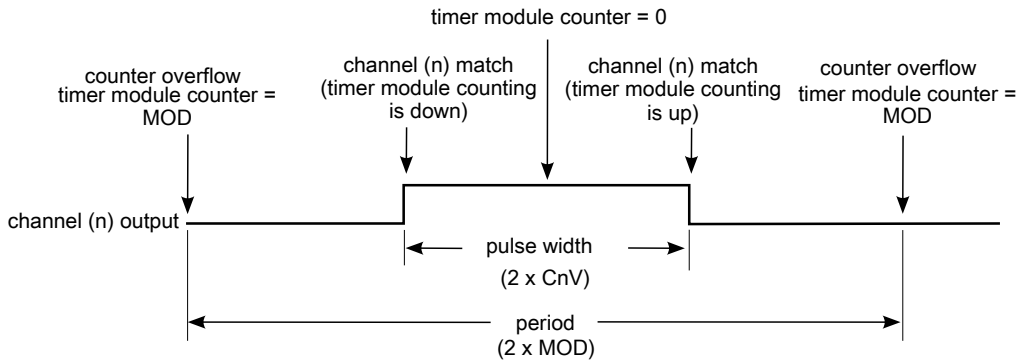 timer module counter = 0
counter overflow
timer module counter =
MOD
channel (n) match
(timer module counting
is down)
channel (n) match
(timer module counting
is up)
counter overflow
timer module counter =
MOD
channel (n) output
pulse width
(2 x CnV)
period
(2 x MOD)